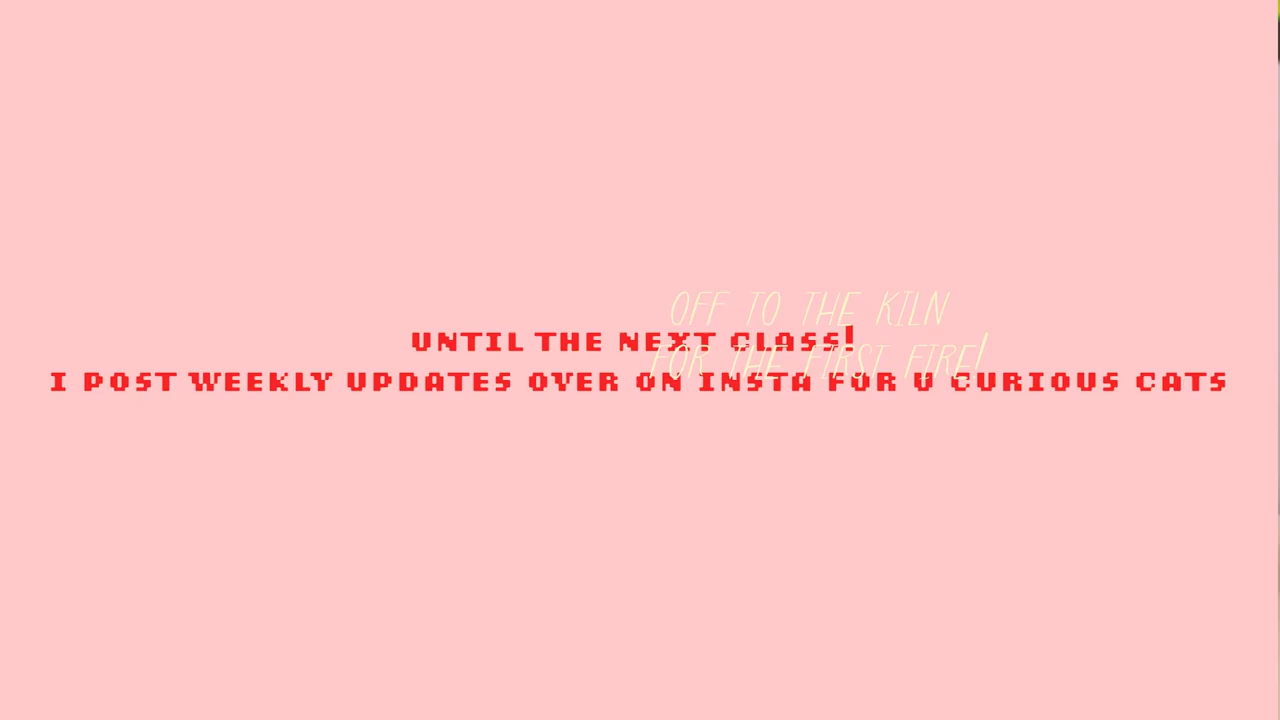 OFF TO THE KILN
FOR THE FIRST FIRE!
UNTIL THE NEXT CLASS!
I POST WEEKLY UPDATES OVER ON INSTA FOR U CURIOUS CATS